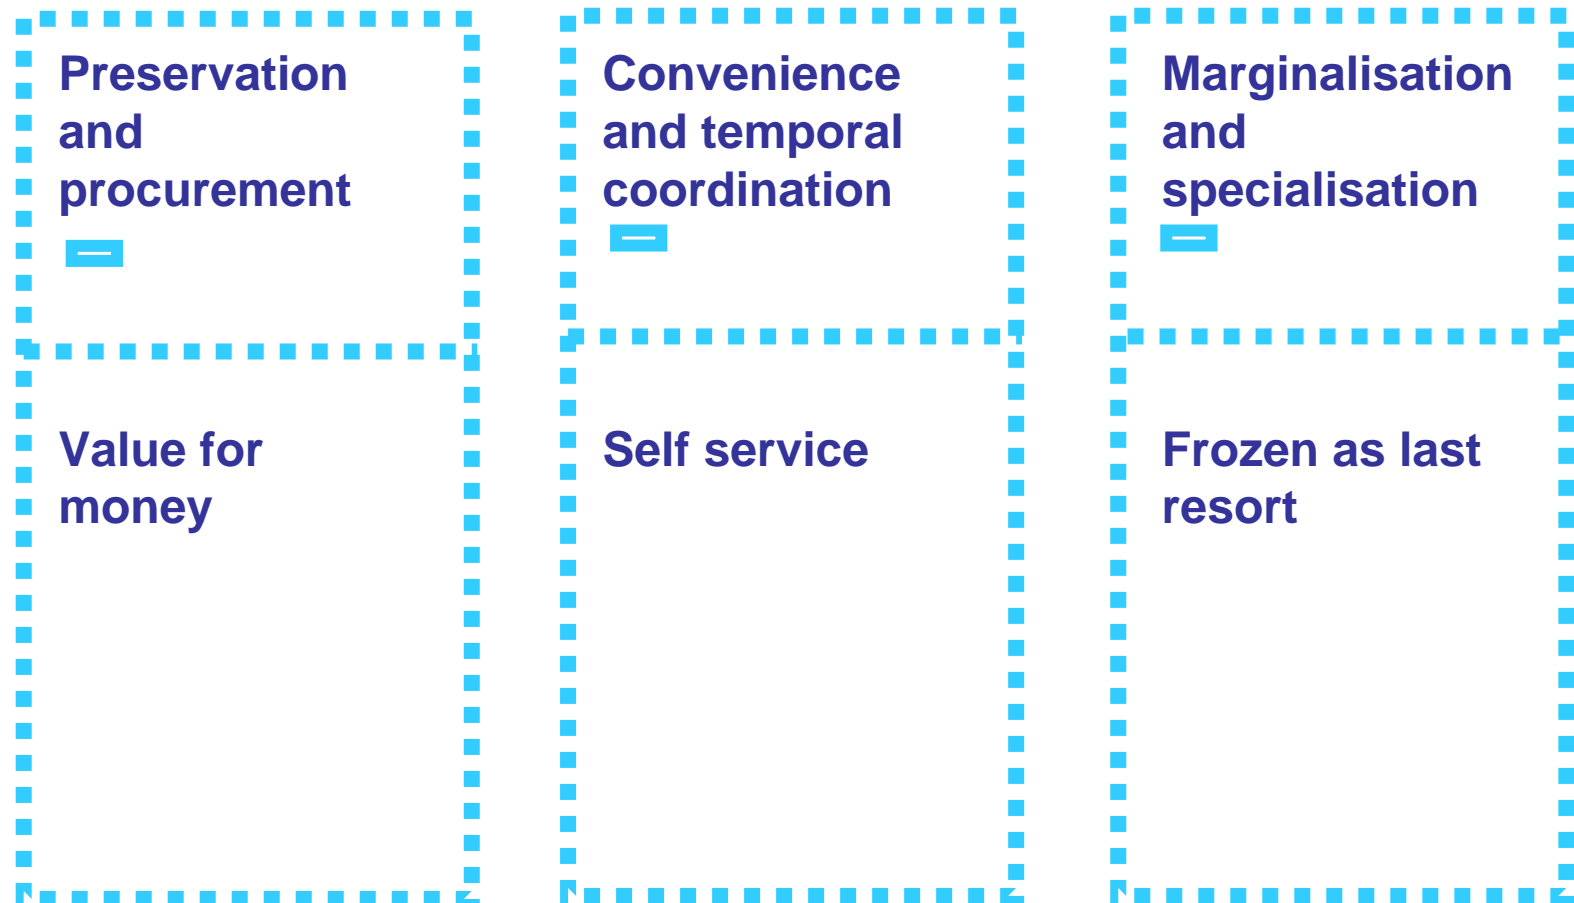 Preservation
and
procurement
Value for
money
Convenience
and temporal
coordination
Self service
Marginalisation
and
specialisation
Frozen as last
resort